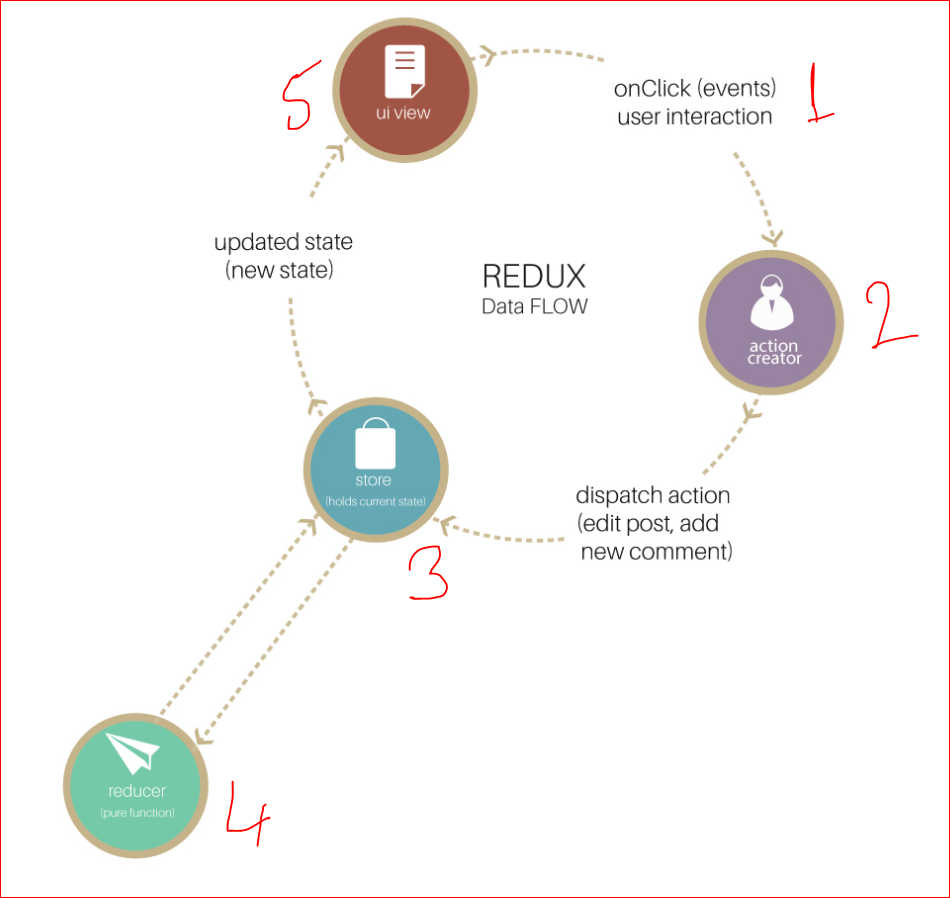 5
ui view
onClick (events)
user interaction
1
updated state
(new state)
REDUX
Data FLOW
action
creator
2
store
(holds current state)
dispatch action
(edit post, add
new comment)
3
reducer
(pure function)
4